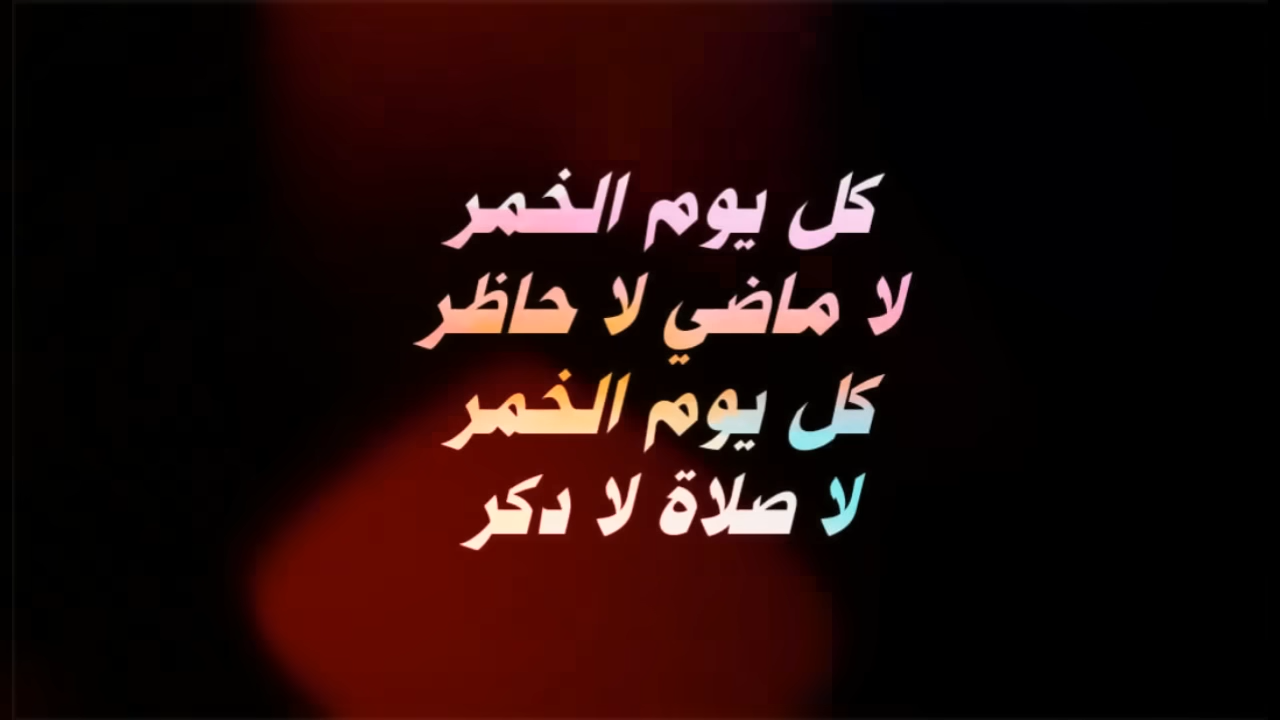 كل يوم الخمر
لا ماضي لا حاظر
كل يوم الخمر
لا صلاة لا دكر